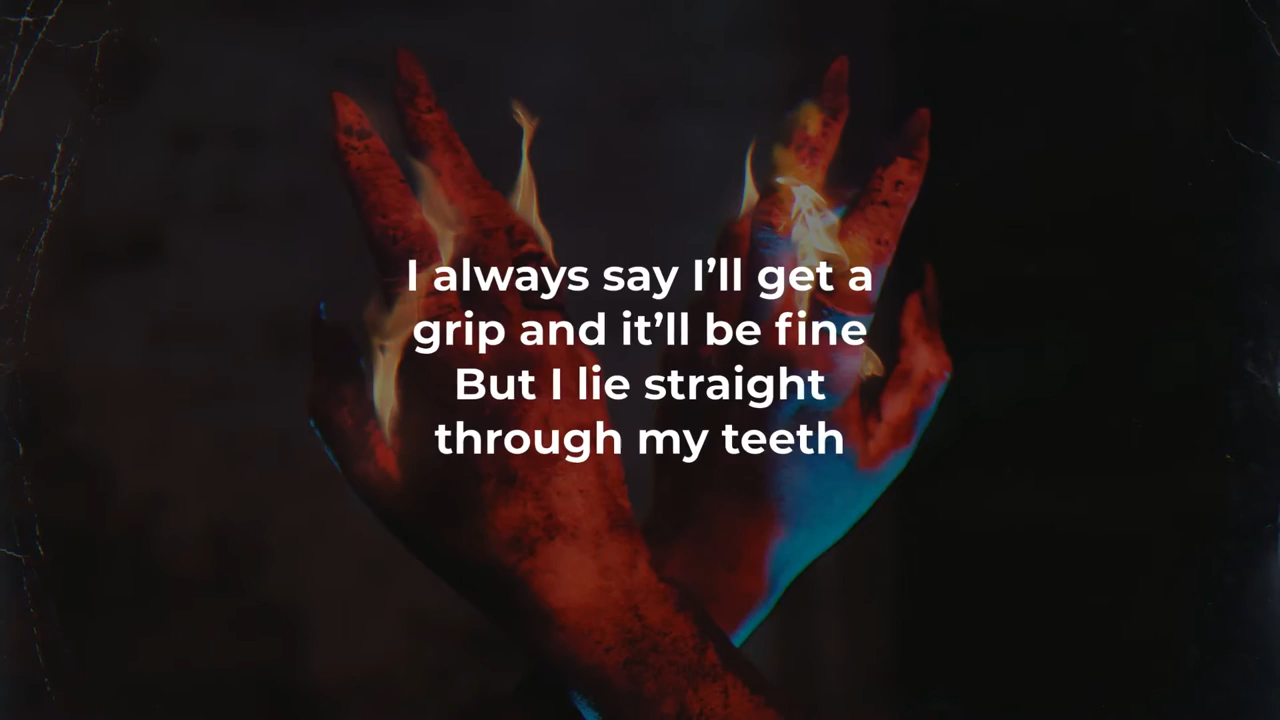 I always say I’ll get a
grip and it’ll be fine
But I lie straight
through my teeth